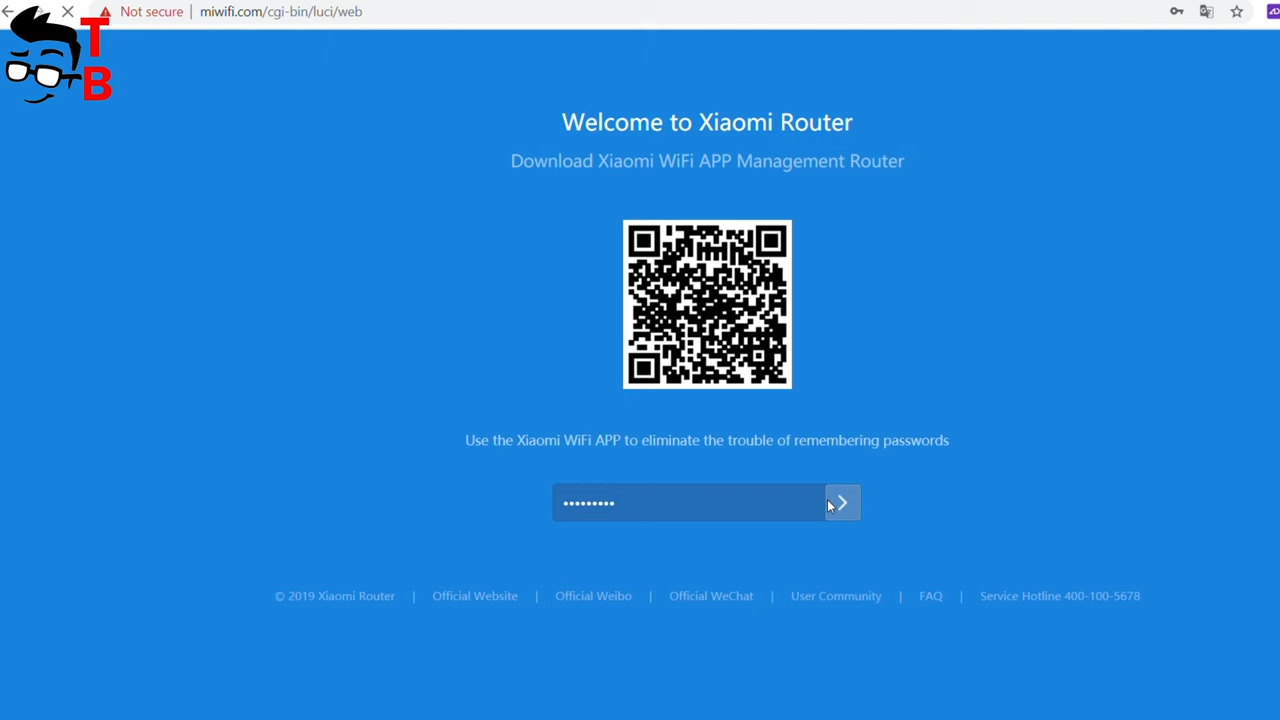 Not secure miwifi.com/cgi-bin/luci/web
T
B
Welcome to Xiaomi Router
Download Xiaomi WiFi APP Management Router
Use the Xiaomi WiFi APP to eliminate the trouble of remembering passwords
•••••••••
© 2019 Xiaomi Router | Official Website | Official Weibo | Official WeChat | User Community | FAQ | Service Hotline 400-100-5678